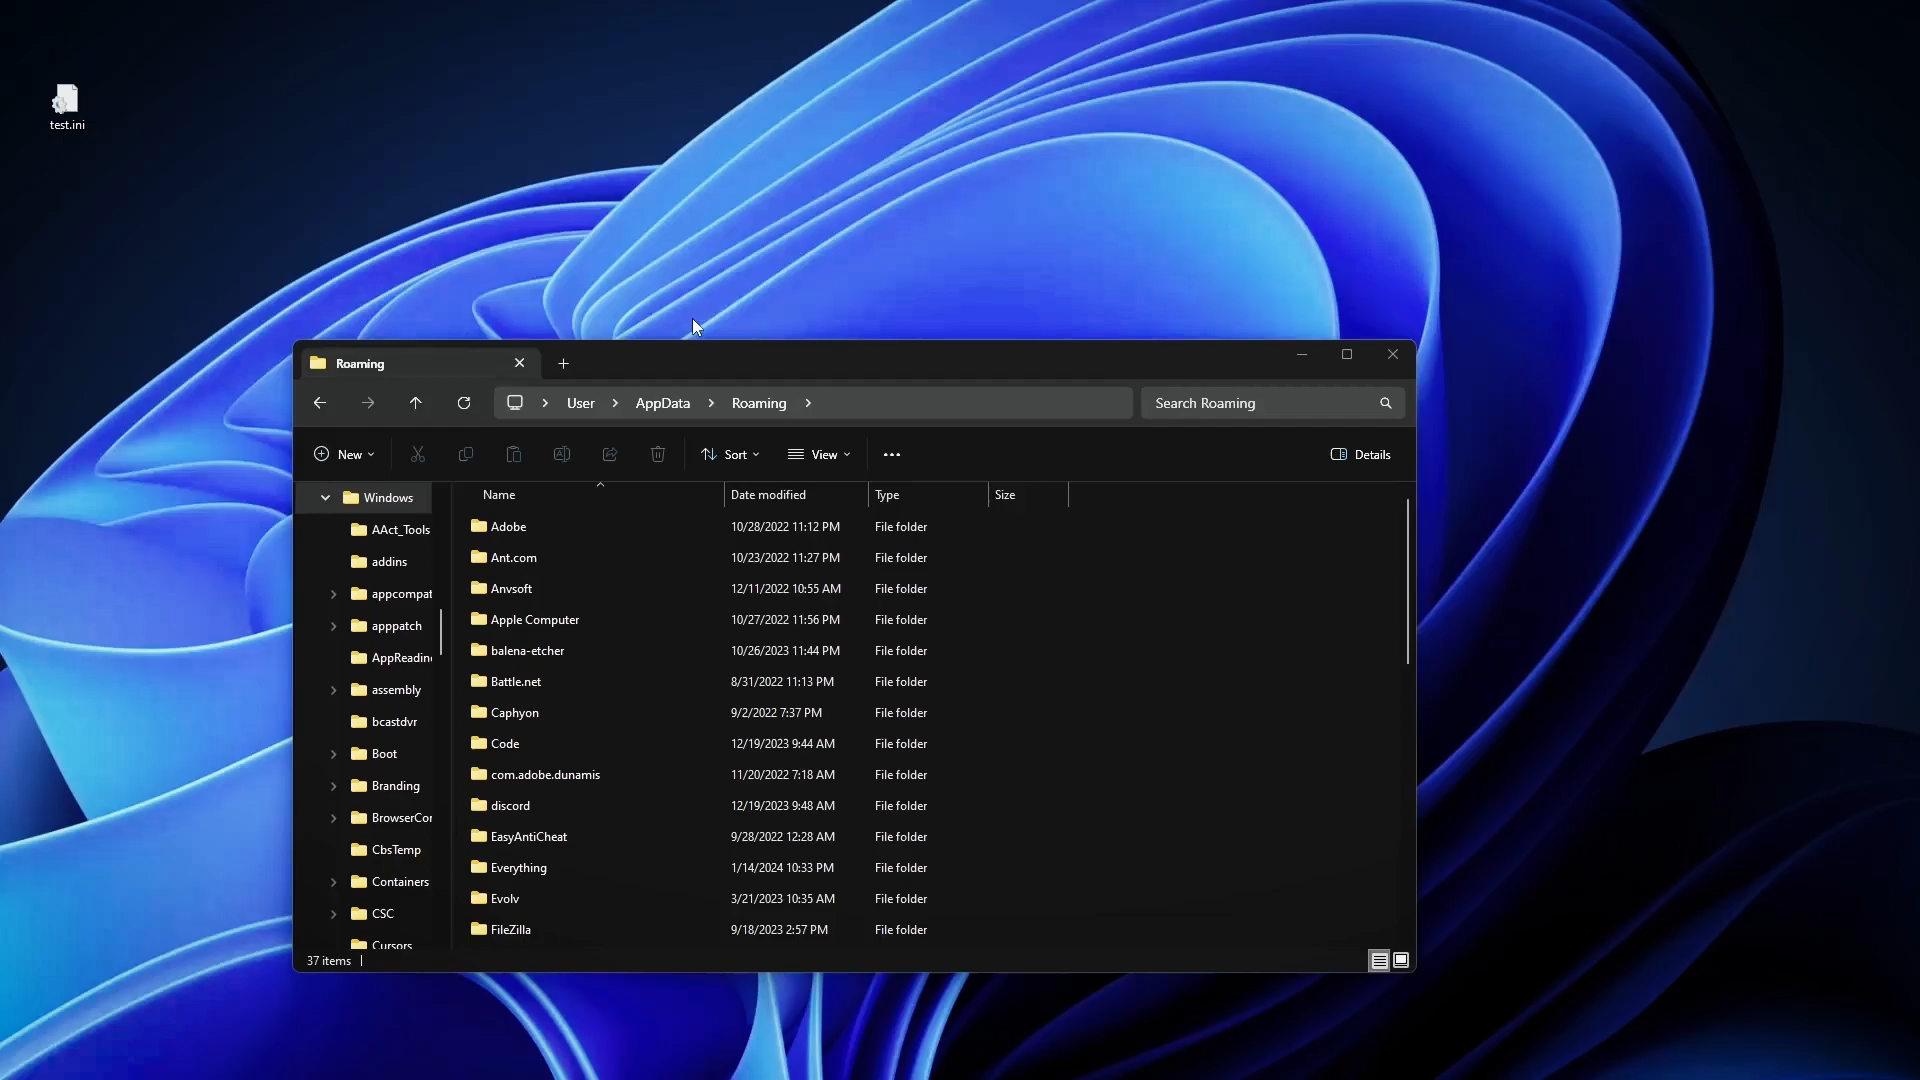 test.ini
Roaming
User > AppData > Roaming >
Search Roaming
New
Sort
View
Details
Windows
AAct_Tools
addins
appcompat
apppatch
AppReadine
assembly
bcastdvr
Boot
Branding
BrowserCor
CbsTemp
Containers
CSC
Cursors
Name Date modified Type Size
Adobe 10/28/2022 11:12 PM File folder
Ant.com 10/23/2022 11:27 PM File folder
Anvsoft 12/11/2022 10:55 AM File folder
Apple Computer 10/27/2022 11:56 PM File folder
balena-etcher 10/26/2023 11:44 PM File folder
Battle.net 8/31/2022 11:13 PM File folder
Caphyon 9/2/2022 7:37 PM File folder
Code 12/19/2023 9:44 AM File folder
com.adobe.dunamis 11/20/2022 7:18 AM File folder
discord 12/19/2023 9:48 AM File folder
EasyAntiCheat 9/28/2022 12:28 AM File folder
Everything 1/14/2024 10:33 PM File folder
Evolv 3/21/2023 10:35 AM File folder
FileZilla 9/18/2023 2:57 PM File folder
37 items